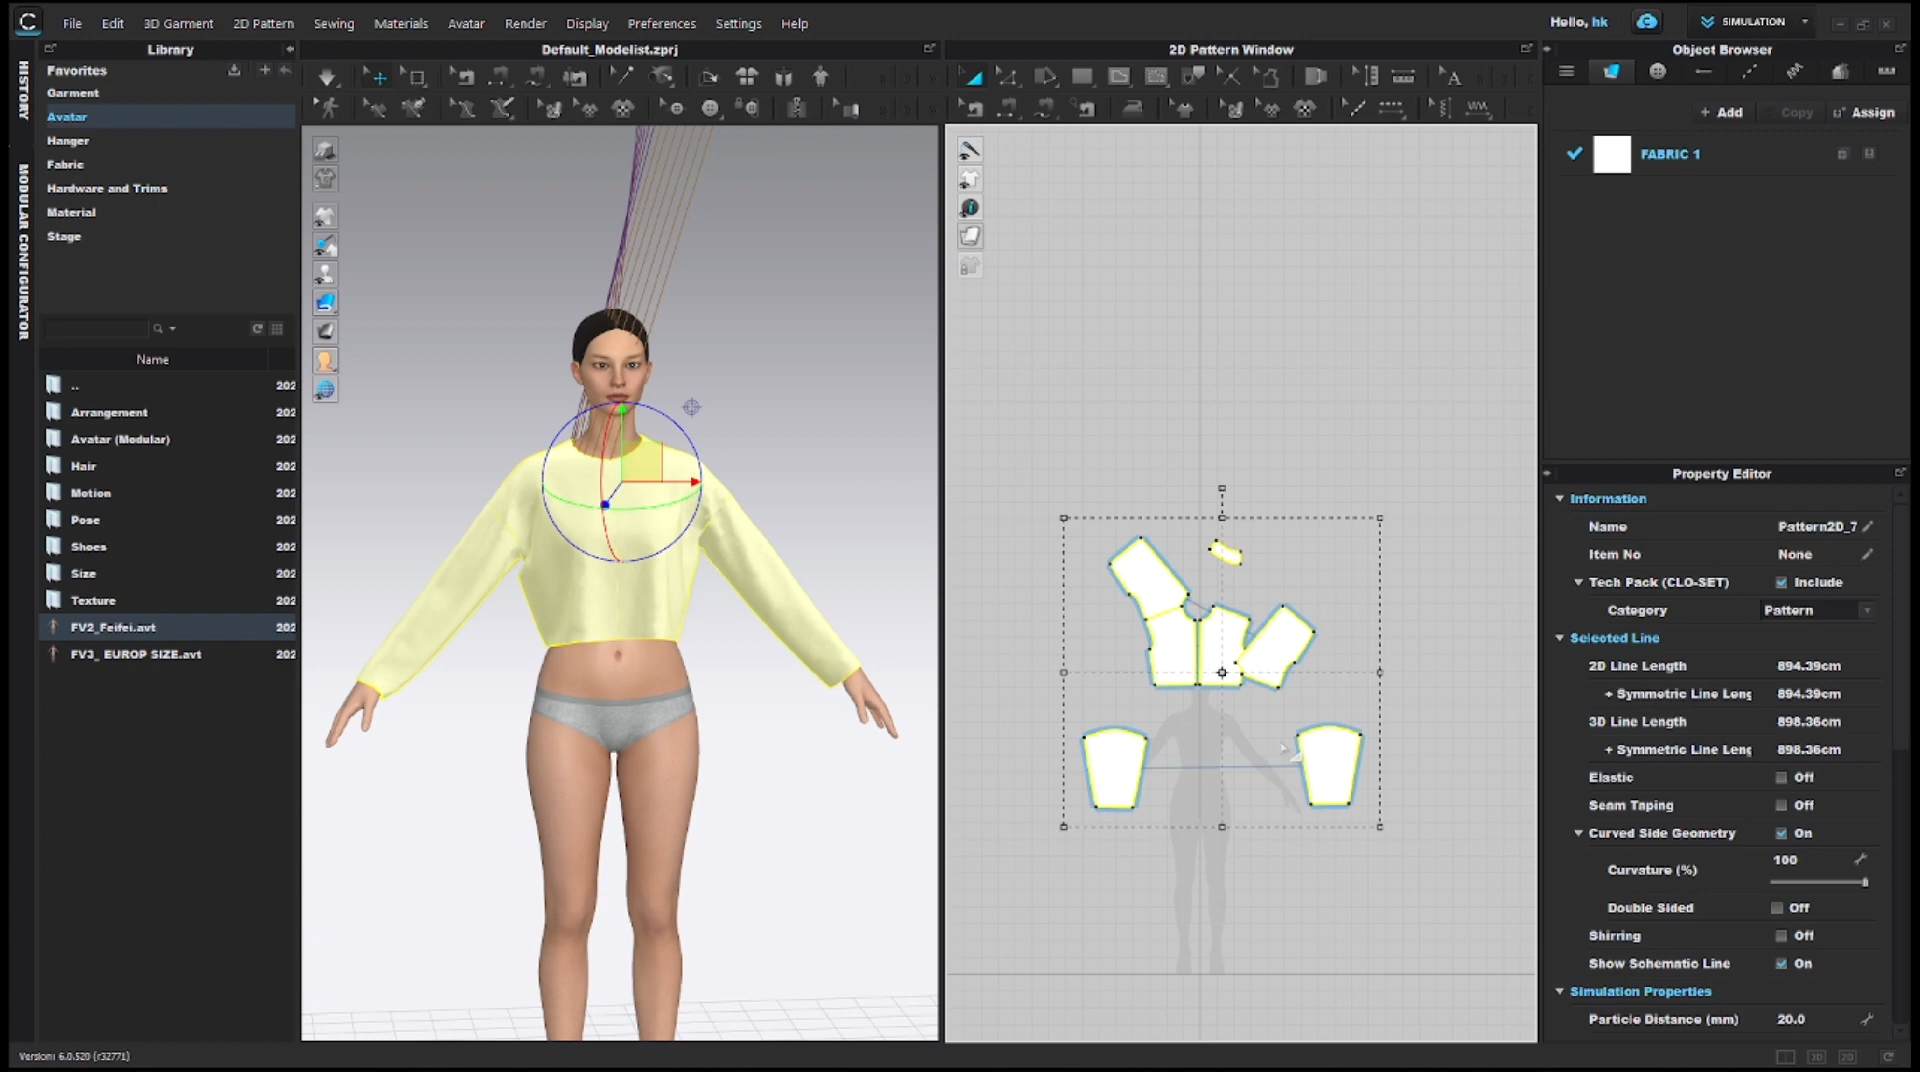 File Edit 3D Garment 2D Pattern Sewing Materials Avatar Render Display Preferences Settings Help
Hello, hk
SIMULATION
Library
Default_Modelist.zprj
2D Pattern Window
Object Browser
HISTORY
MODULAR CONFIGURATOR
Favorites
Garment
Avatar
Hanger
Fabric
Hardware and Trims
Material
Stage
Name
.. 202
Arrangement 202
Avatar (Modular) 202
Hair 202
Motion 202
Pose 202
Shoes 202
Size 202
Texture 202
FV2_Feifei.avt 202
FV3_ EUROP SIZE.avt 202
+ Add Copy Assign
FABRIC 1
Property Editor
Information
Name Pattern2D_7
Item No None
Tech Pack (CLO-SET) Include
Category Pattern
Selected Line
2D Line Length 894.39cm
+ Symmetric Line Leng 894.39cm
3D Line Length 898.36cm
+ Symmetric Line Leng 898.36cm
Elastic Off
Seam Taping Off
Curved Side Geometry On
Curvature (%) 100
Double Sided Off
Shirring Off
Show Schematic Line On
Simulation Properties
Particle Distance (mm) 20.0
Version: 6.0.520 (r32771)
3D 2D